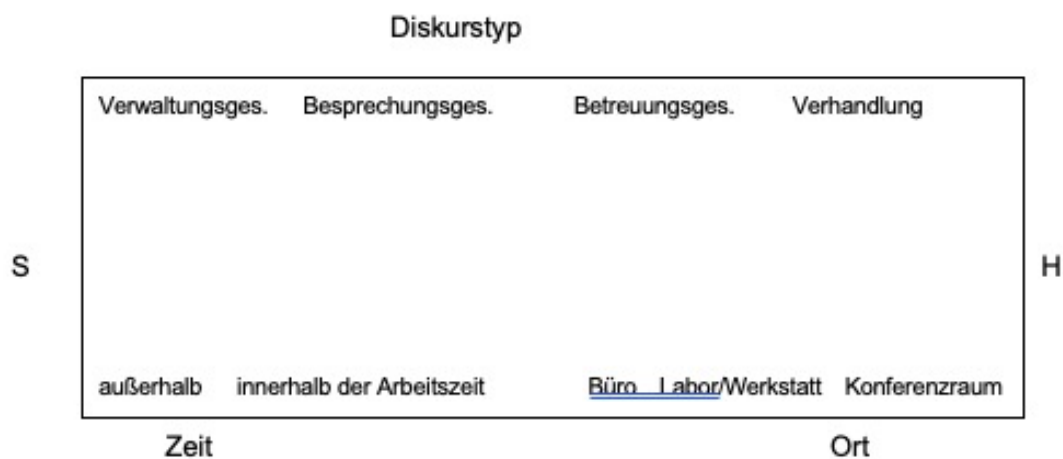 Diskurstyp
Verwaltungsges. Besprechungsges. Betreuungsges. Verhandlung
S H
außerhalb innerhalb der Arbeitszeit Büro Labor/Werkstatt Konferenzraum
Zeit Ort